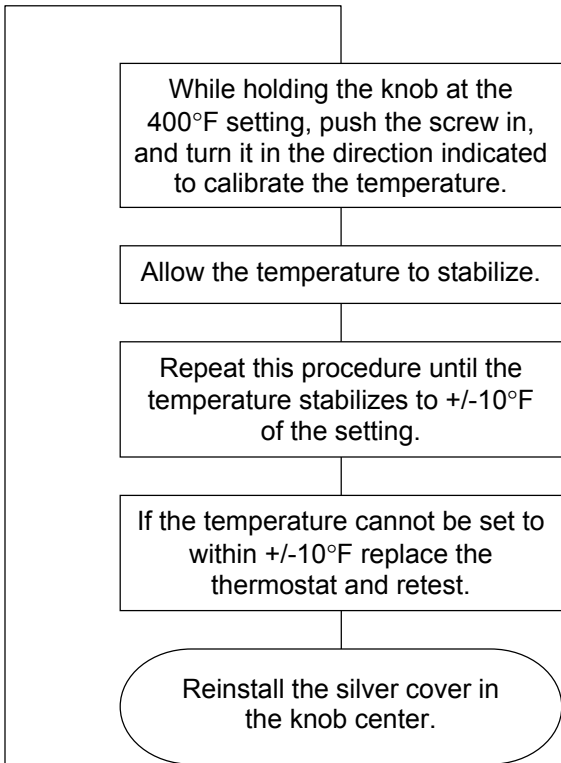 While holding the knob at the
400°F setting, push the screw in,
and turn it in the direction indicated
to calibrate the temperature.
Allow the temperature to stabilize.
Repeat this procedure until the
temperature stabilizes to +/-10°F
of the setting.
If the temperature cannot be set to
within +/-10°F replace the
thermostat and retest.
Reinstall the silver cover in
the knob center.